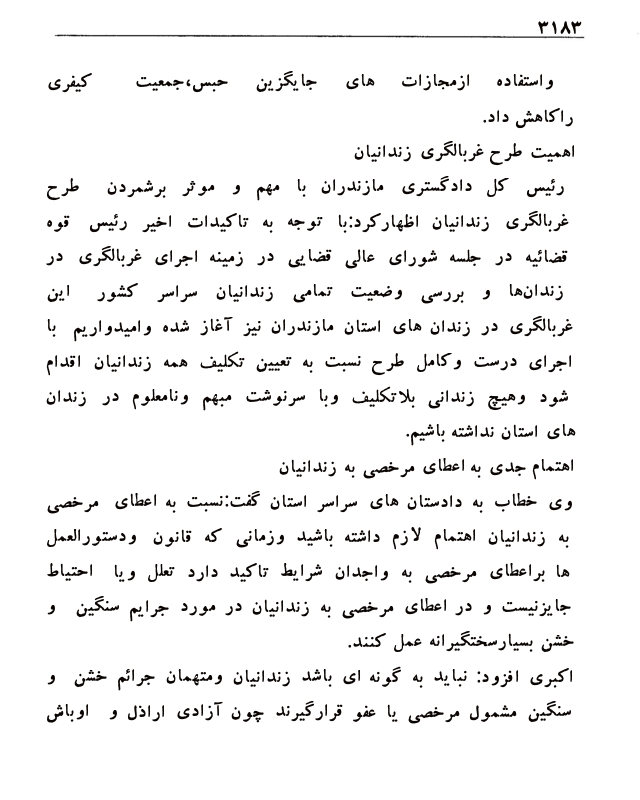 ۳۱۸۳
واستفاده ازمجازات های جایگزین حبس،جمعیت کیفری
راکاهش داد.
اهمیت طرح غربالگری زندانیان
رئیس کل دادگستری مازندران با مهم و موثر برشمردن طرح
غربالگری زندانیان اظهارکرد:با توجه به تاکیدات اخیر رئیس قوه
قضائیه در جلسه شورای عالی قضایی در زمینه اجرای غربالگری در
زندان‌ها و بررسی وضعیت تمامی زندانیان سراسر کشور این
غربالگری در زندان های استان مازندران نیز آغاز شده وامیدواریم با
اجرای درست وکامل طرح نسبت به تعیین تکلیف همه زندانیان اقدام
شود وهیچ زندانی بلاتکلیف وبا سرنوشت مبهم ونامعلوم در زندان
های استان نداشته باشیم.
اهتمام جدی به اعطای مرخصی به زندانیان
وی خطاب به دادستان های سراسر استان گفت:نسبت به اعطای مرخصی
به زندانیان اهتمام لازم داشته باشید وزمانی که قانون ودستورالعمل
ها براعطای مرخصی به واجدان شرایط تاکید دارد تعلل ویا احتیاط
جایزنیست و در اعطای مرخصی به زندانیان در مورد جرایم سنگین و
خشن بسیارسختگیرانه عمل کنند.
اکبری افزود: نباید به گونه ای باشد زندانیان ومتهمان جرائم خشن و
سنگین مشمول مرخصی یا عفو قرارگیرند چون آزادی اراذل و اوباش